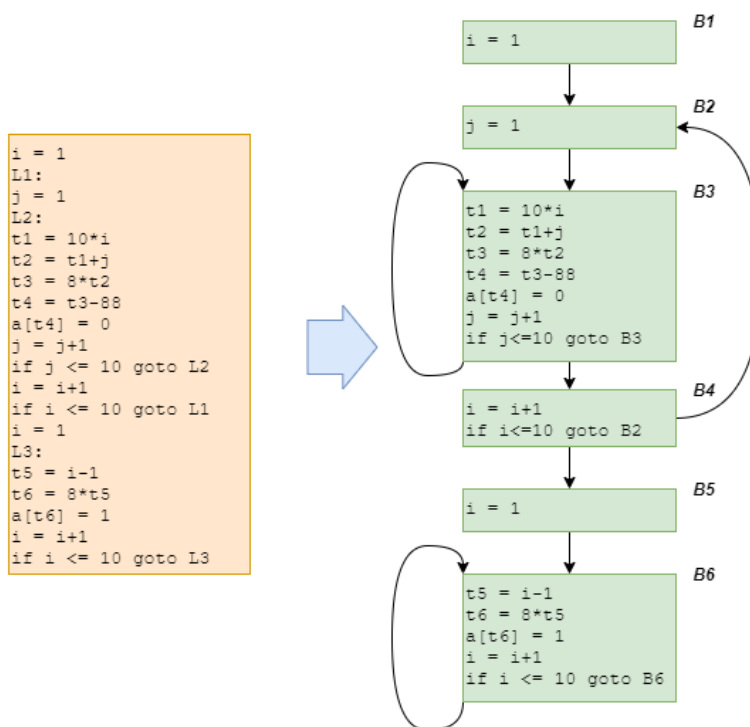 i = 1
L1:
j = 1
L2:
t1 = 10*i
t2 = t1+j
t3 = 8*t2
t4 = t3-88
a[t4] = 0
j = j+1
if j <= 10 goto L2
i = i+1
if i <= 10 goto L1
i = 1
L3:
t5 = i-1
t6 = 8*t5
a[t6] = 1
i = i+1
if i <= 10 goto L3
B1
i = 1
B2
j = 1
B3
t1 = 10*i
t2 = t1+j
t3 = 8*t2
t4 = t3-88
a[t4] = 0
j = j+1
if j<=10 goto B3
B4
i = i+1
if i<=10 goto B2
B5
i = 1
B6
t5 = i-1
t6 = 8*t5
a[t6] = 1
i = i+1
if i <= 10 goto B6